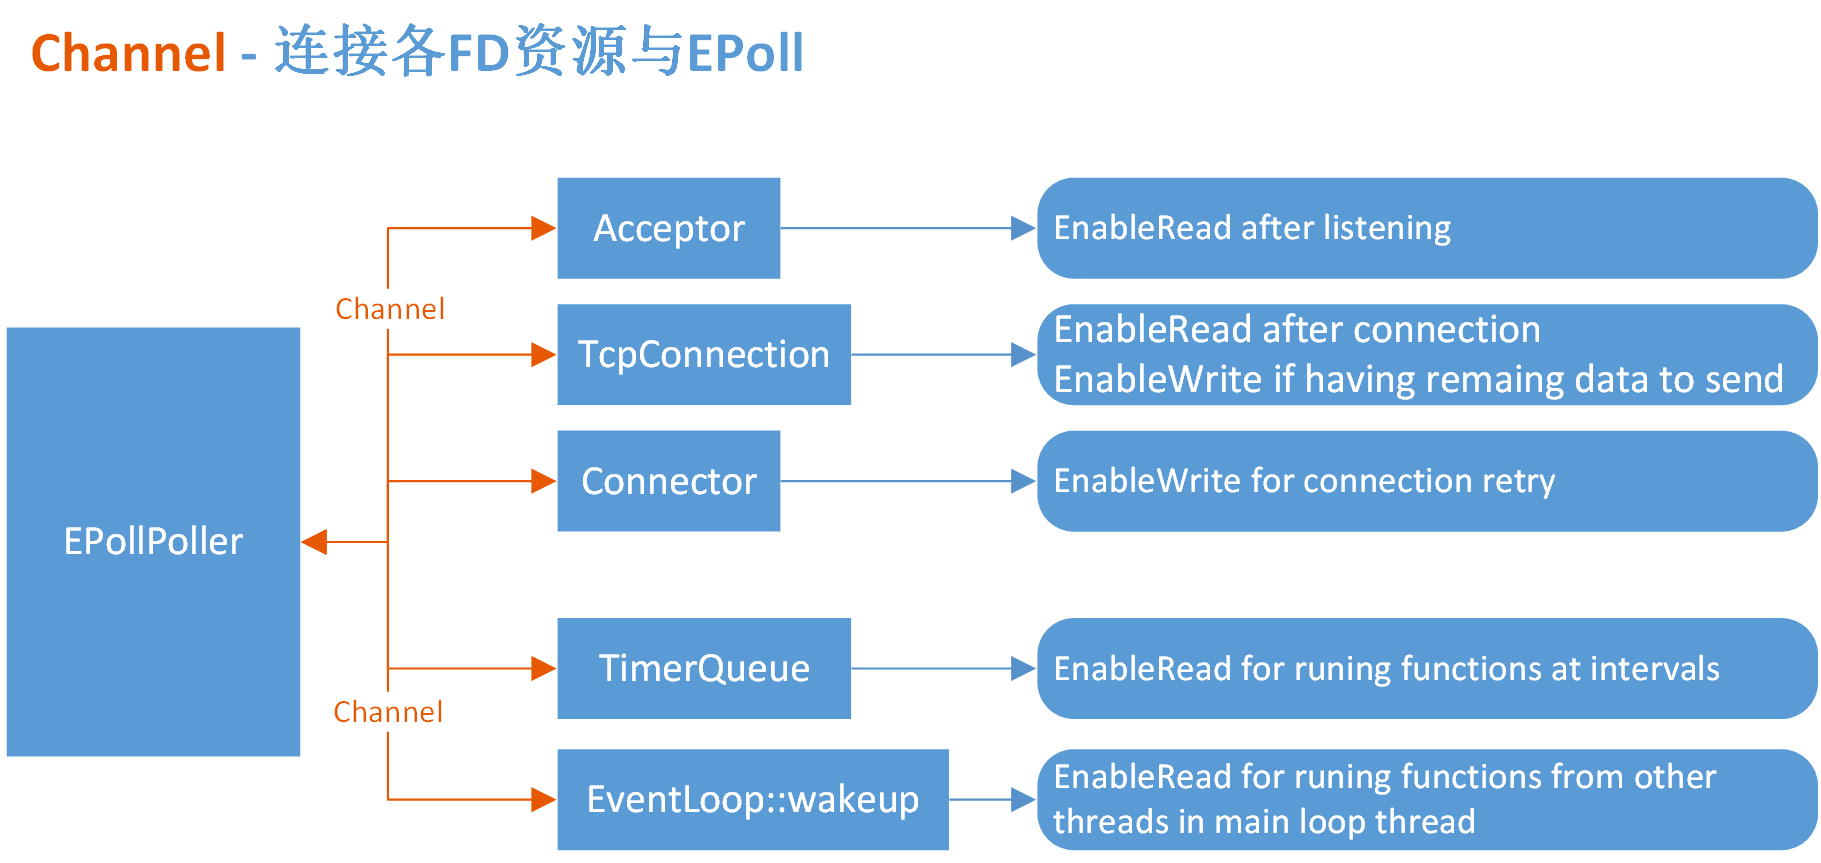 Channel - 连接各FD资源与EPoll
Acceptor
EnableRead after listening
Channel
TcpConnection
EnableRead after connection
EnableWrite if having remaing data to send
Connector
EnableWrite for connection retry
EPollPoller
TimerQueue
EnableRead for runing functions at intervals
Channel
EventLoop::wakeup
EnableRead for runing functions from other
threads in main loop thread